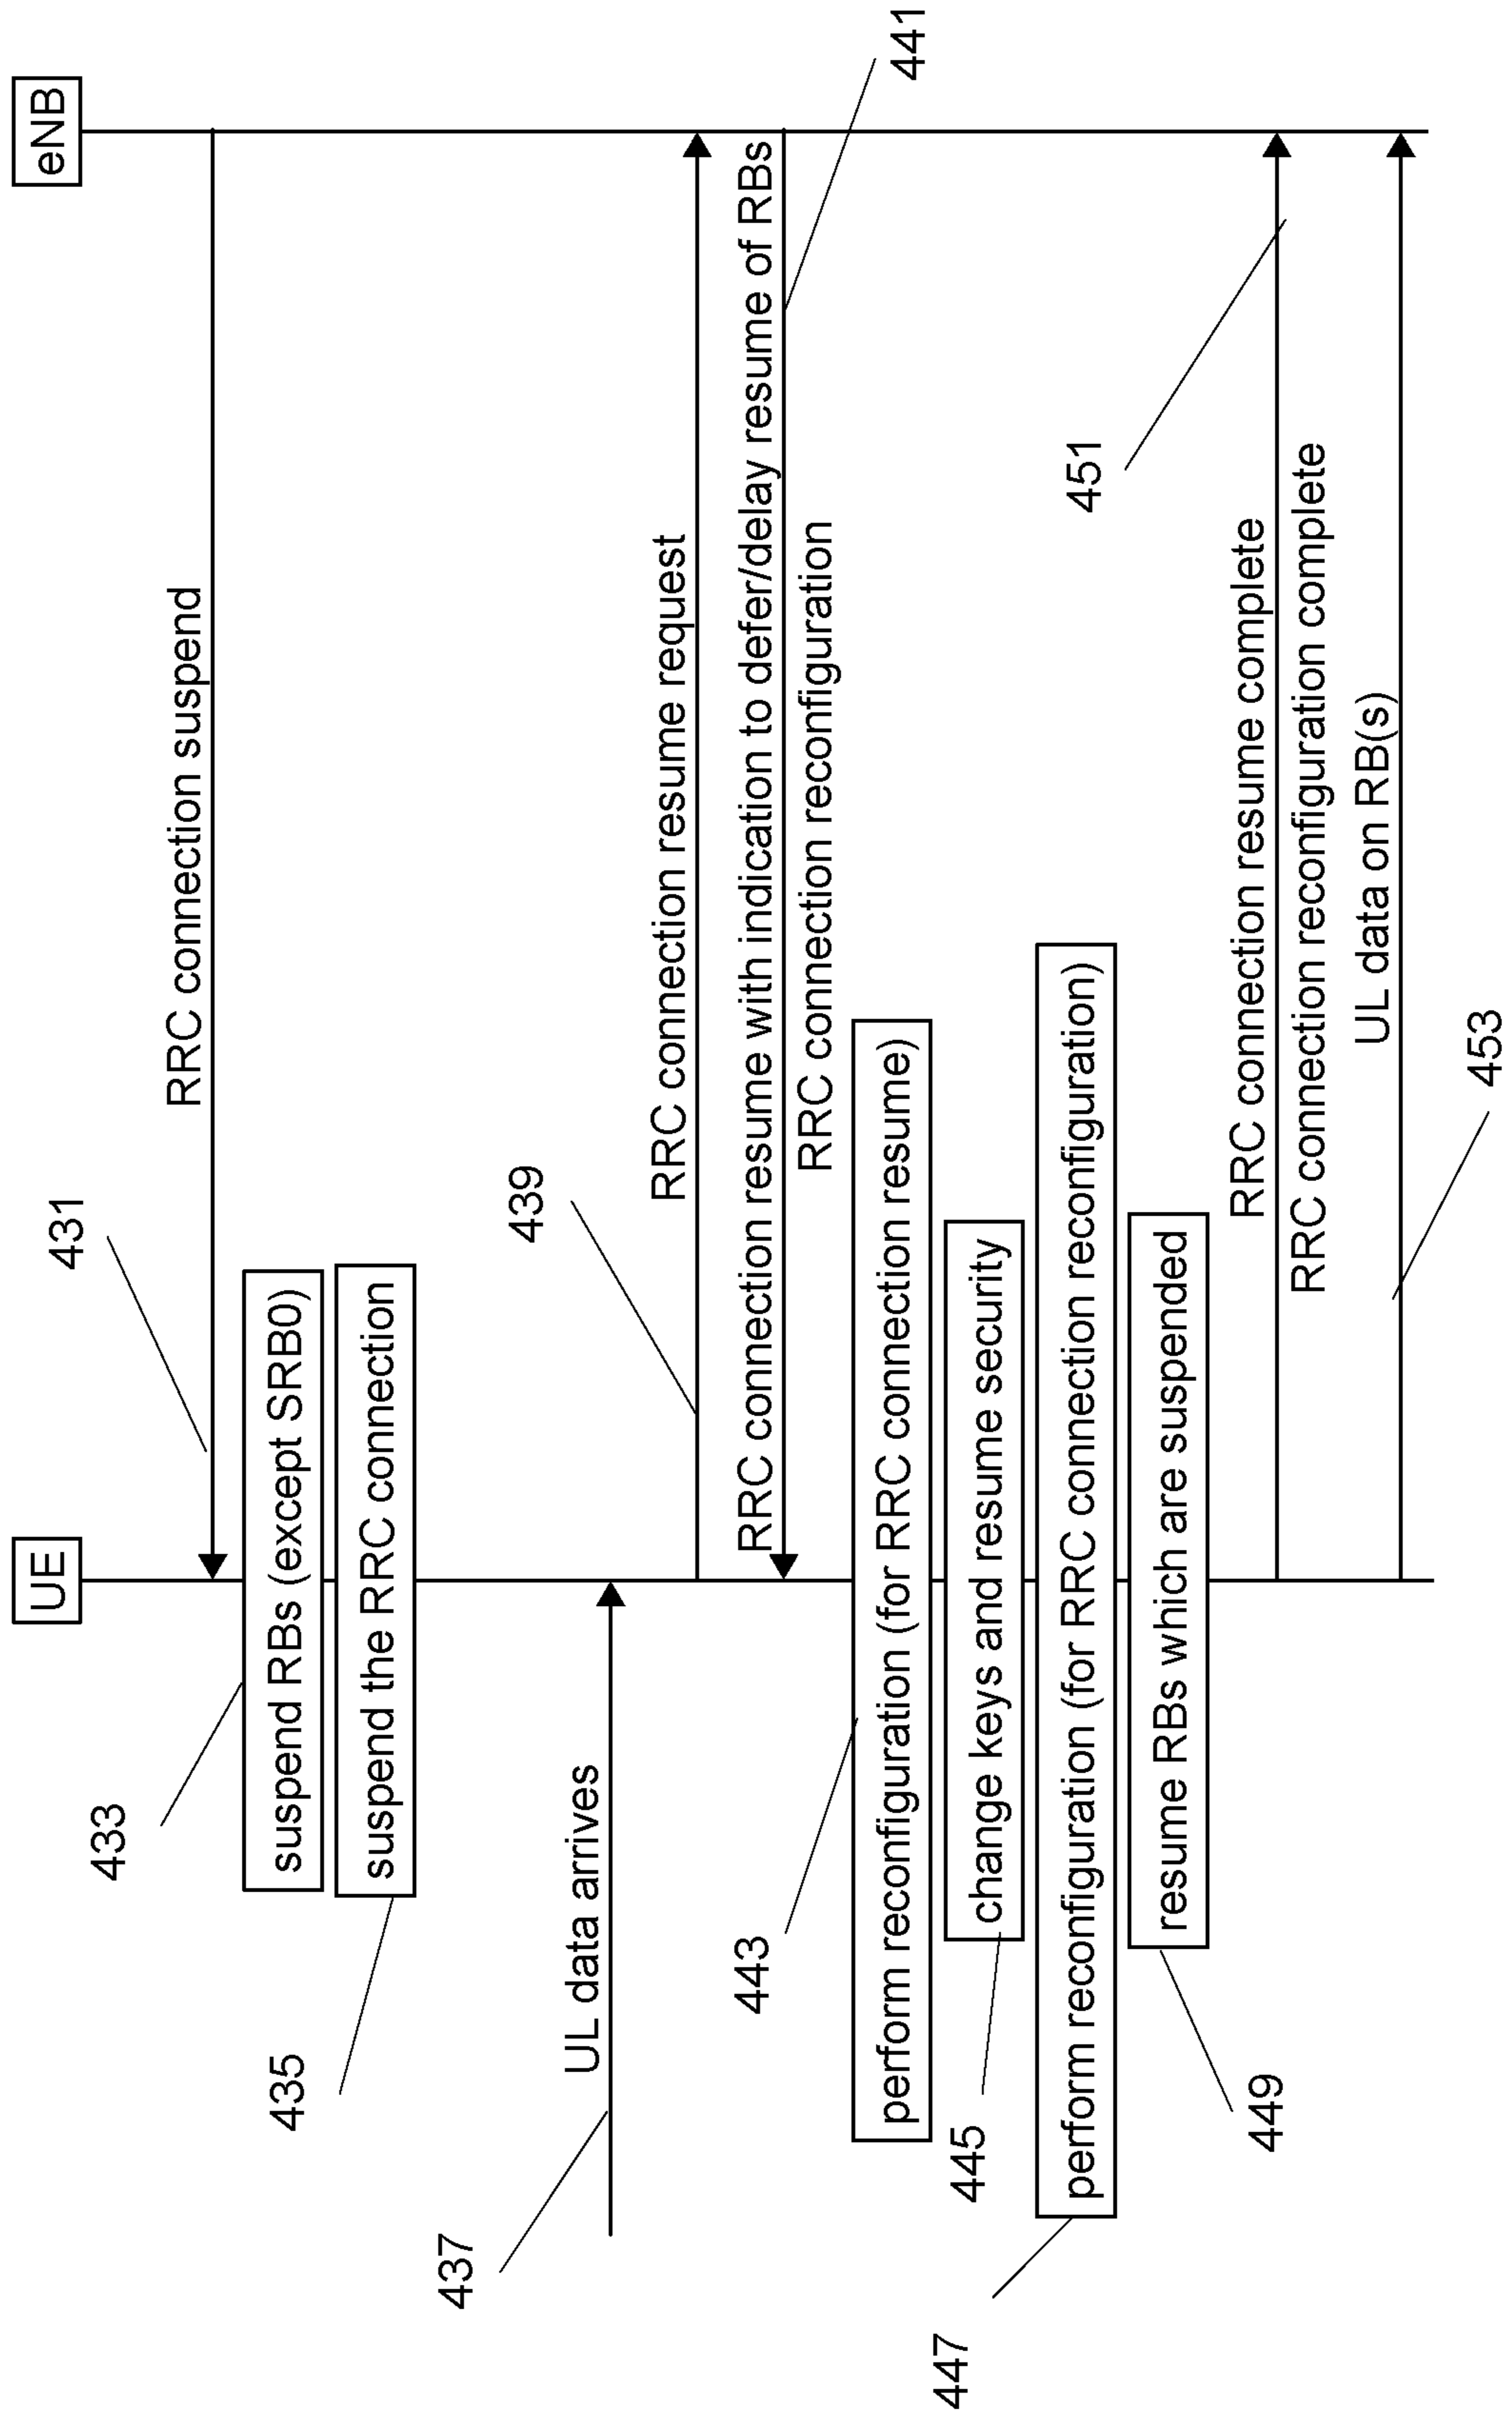 UE
eNB
431
RRC connection suspend
433
suspend RBs (except SRB0)
435
suspend the RRC connection
437
UL data arrives
439
RRC connection resume request
RRC connection resume with indication to defer/delay resume of RBs
441
RRC connection reconfiguration
443
perform reconfiguration (for RRC connection resume)
445
change keys and resume security
447
perform reconfiguration (for RRC connection reconfiguration)
449
resume RBs which are suspended
451
RRC connection resume complete
RRC connection reconfiguration complete
UL data on RB(s)
453